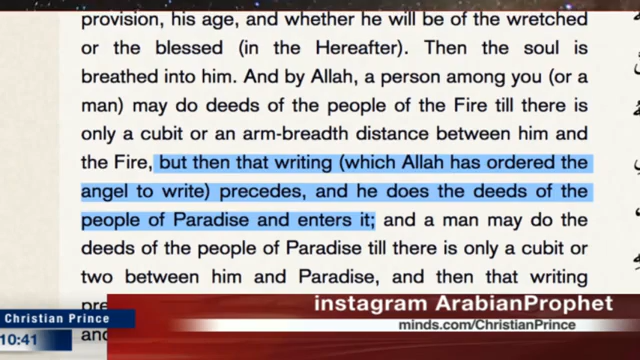 provision, his age, and whether he will be of the wretched
or the blessed (in the Hereafter). Then the soul is
breathed into him. And by Allah, a person among you (or a
man) may do deeds of the people of the Fire till there is
only a cubit or an arm-breadth distance between him and
the Fire, but then that writing (which Allah has ordered the
angel to write) precedes, and he does the deeds of the
people of Paradise and enters it; and a man may do the
deeds of the people of Paradise till there is only a cubit or
two between him and Paradise, and then that writing
instagram ArabianProphet
minds.com/ChristianPrince
Christian Prince
10:41